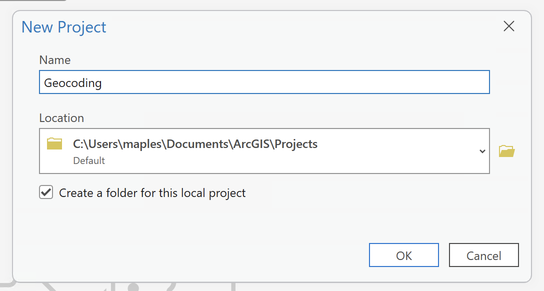 New Project
Name
Geocoding
Location
C:\Users\maples\Documents\ArcGIS\Projects
Default
Create a folder for this local project
OK
Cancel